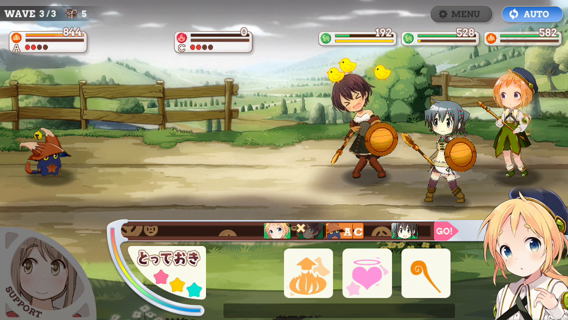 WAVE 3/3 5
MENU
AUTO
844
A
0
C
192
528
582
A C
GO!
とっておき
SUPPORT